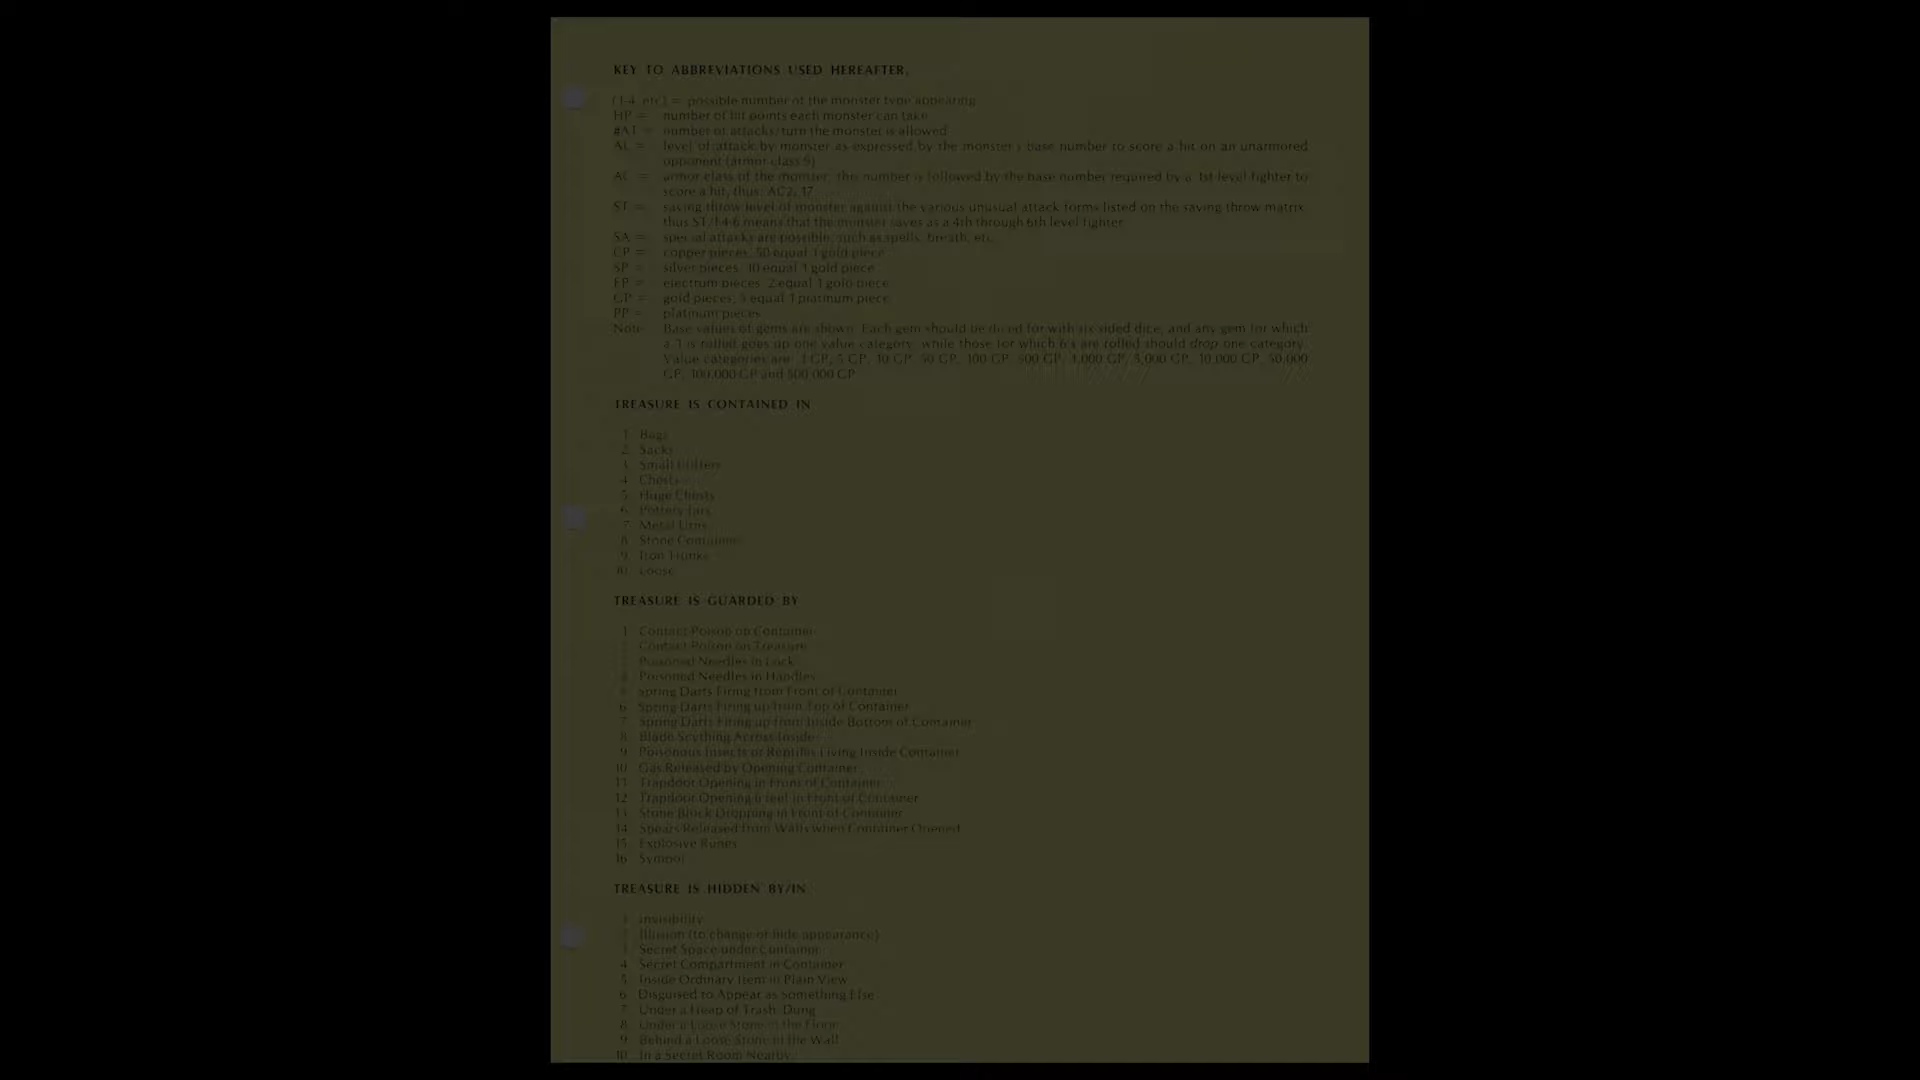 KEY TO ABBREVIATIONS USED HEREAFTER.
(1-4, etc) = possible number of the monster type appearing
HP = number of hit points each monster can take
#AT = number of attacks/turn the monster is allowed
AL = level of attack by monster as expressed by the monster's base number to score a hit on an unarmored
opponent (armor class 9)
AC = armor class of the monster; this number is followed by the base number required by a 1st level fighter to
score a hit, thus: AC2, 17
ST = saving throw level of monster against the various unusual attack forms listed on the saving throw matrix,
thus ST/F4-6 means that the monster saves as a 4th through 6th level fighter
SA = special attacks are possible, such as spells, breath, etc.
CP = copper pieces, 50 equal 1 gold piece
SP = silver pieces, 10 equal 1 gold piece
EP = electrum pieces, 2 equal 1 gold piece
GP = gold pieces, 5 equal 1 platinum piece
PP = platinum pieces
Note: Base values of gems are shown. Each gem should be diced for with six-sided dice, and any gem for which
a 1 is rolled goes up one value category, while those for which 6's are rolled should drop one category.
Value categories are: 1 GP, 5 GP, 10 GP, 50 GP, 100 GP, 500 GP, 1,000 GP, 5,000 GP, 10,000 GP, 50,000
GP, 100,000 GP and 500,000 GP
TREASURE IS CONTAINED IN
1. Bags
2. Sacks
3. Small Coffers
4. Chests
5. Huge Chests
6. Pottery Jars
7. Metal Urns
8. Stone Container
9. Iron Trunks
10. Loose
TREASURE IS GUARDED BY
1. Contact Poison on Container
2. Contact Poison on Treasure
3. Poisoned Needles in Lock
4. Poisoned Needles in Handles
5. Spring Darts Firing from Front of Container
6. Spring Darts Firing up from Top of Container
7. Spring Darts Firing up from Inside Bottom of Container
8. Blade Scything Across Inside
9. Poisonous Insects or Reptiles Living Inside Container
10. Gas Released by Opening Container
11. Trapdoor Opening in Front of Container
12. Trapdoor Opening 6 feet in Front of Container
13. Stone Block Dropping in Front of Container
14. Spears Released from Walls when Container Opened
15. Explosive Runes
16. Symbol
TREASURE IS HIDDEN BY/IN
1. Invisibility
2. Illusion (to change or hide appearance)
3. Secret Space under Container
4. Secret Compartment in Container
5. Inside Ordinary Item in Plain View
6. Disguised to Appear as Something Else
7. Under a Heap of Trash/Dung
8. Under a Loose Stone in the Floor
9. Behind a Loose Stone in the Wall
10. In a Secret Room Nearby